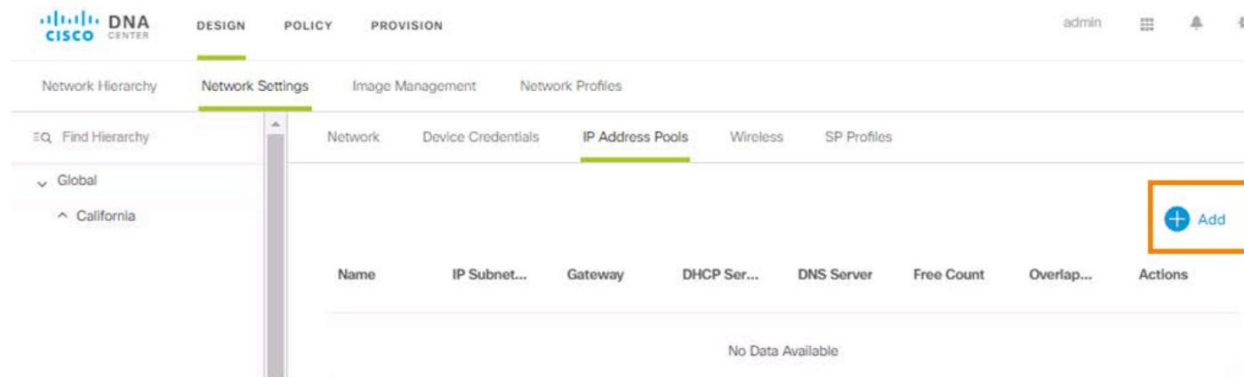 CISCO DNA CENTER DESIGN POLICY PROVISION admin
Network Hierarchy Network Settings Image Management Network Profiles
Find Hierarchy Network Device Credentials IP Address Pools Wireless SP Profiles
Global
California
Add
Name IP Subnet... Gateway DHCP Ser... DNS Server Free Count Overlap... Actions
No Data Available